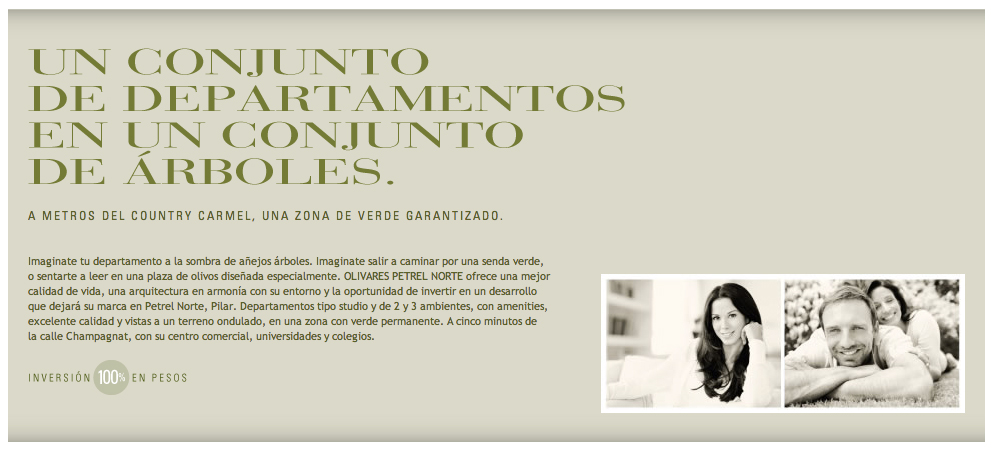 UN CONJUNTO
DE DEPARTAMENTOS
EN UN CONJUNTO
DE ÁRBOLES.
A METROS DEL COUNTRY CARMEL, UNA ZONA DE VERDE GARANTIZADO.
Imaginate tu departamento a la sombra de añejos árboles. Imaginate salir a caminar por una senda verde,
o sentarte a leer en una plaza de olivos diseñada especialmente. OLIVARES PETREL NORTE ofrece una mejor
calidad de vida, una arquitectura en armonía con su entorno y la oportunidad de invertir en un desarrollo
que dejará su marca en Petrel Norte, Pilar. Departamentos tipo studio y de 2 y 3 ambientes, con amenities,
excelente calidad y vistas a un terreno ondulado, en una zona con verde permanente. A cinco minutos de
la calle Champagnat, con su centro comercial, universidades y colegios.
INVERSIÓN 100% EN PESOS